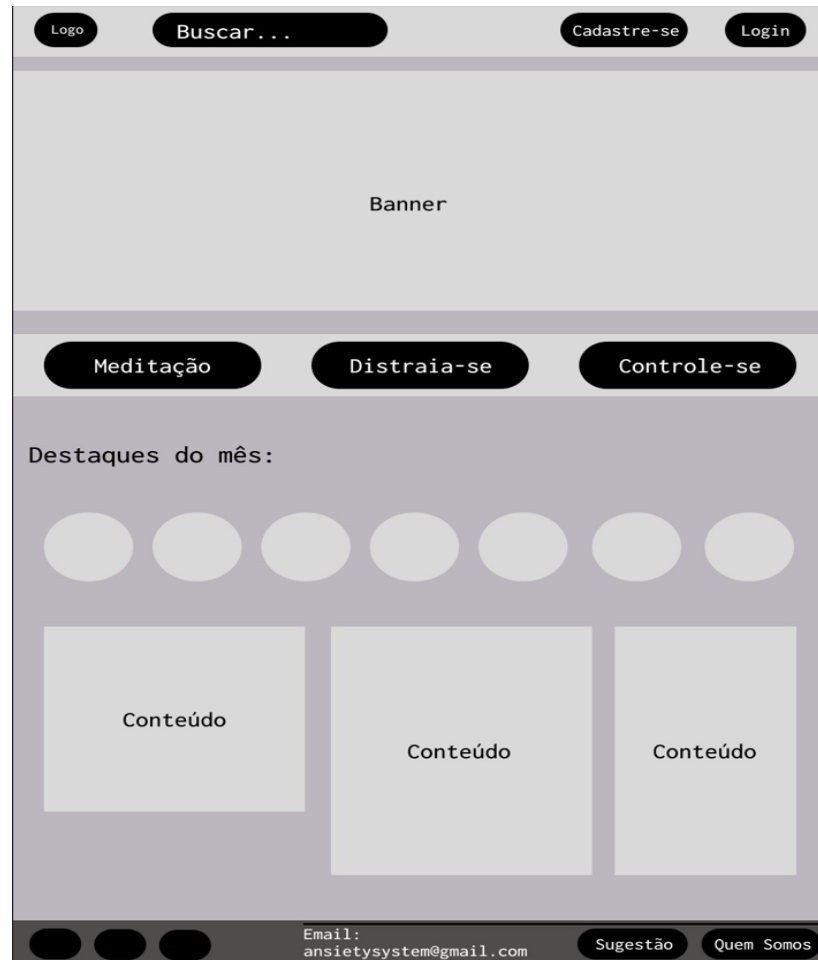 Logo
Buscar...
Cadastre-se
Login
Banner
Meditação
Distraia-se
Controle-se
Destaques do mês:
Conteúdo
Conteúdo
Conteúdo
Email:
ansietysystem@gmail.com
Sugestão
Quem Somos